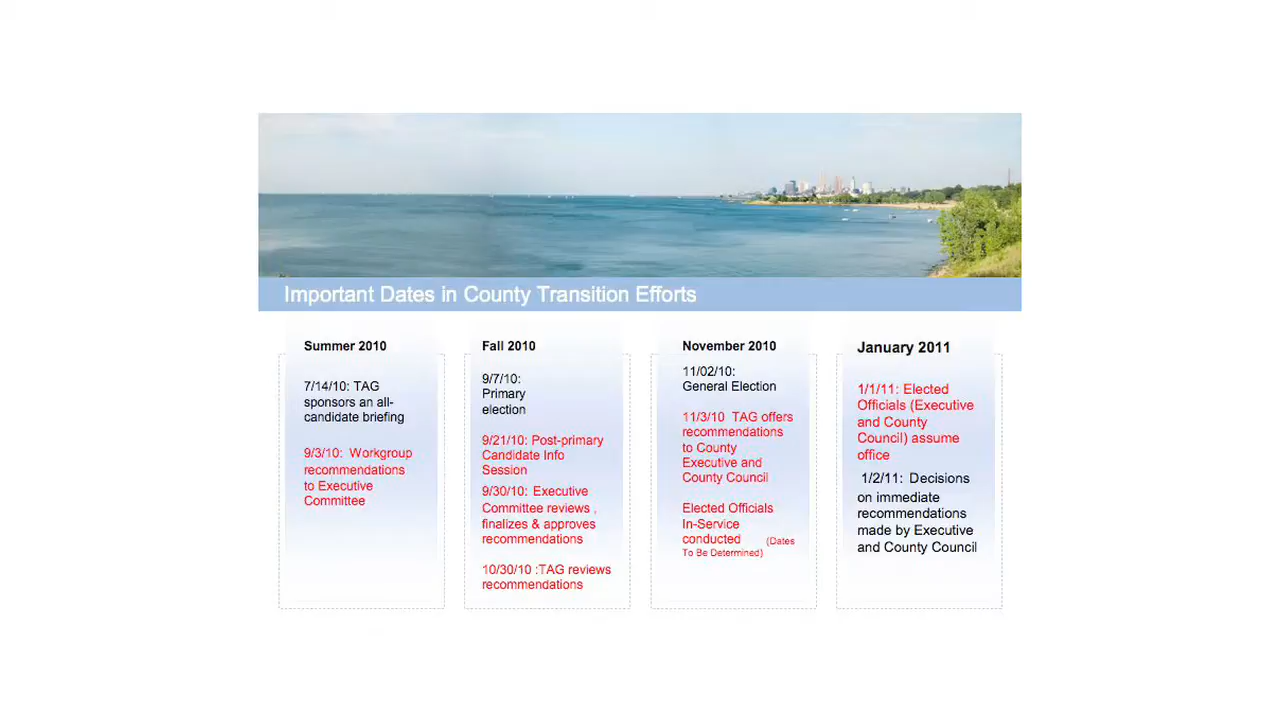 Important Dates in County Transition Efforts
Summer 2010
7/14/10: TAG
sponsors an all-
candidate briefing
9/3/10: Workgroup
recommendations
to Executive
Committee
Fall 2010
9/7/10:
Primary
election
9/21/10: Post-primary
Candidate Info
Session
9/30/10: Executive
Committee reviews ,
finalizes & approves
recommendations
10/30/10 :TAG reviews
recommendations
November 2010
11/02/10:
General Election
11/3/10 TAG offers
recommendations
to County
Executive and
County Council
Elected Officials
In-Service
conducted (Dates
To Be Determined)
January 2011
1/1/11: Elected
Officials (Executive
and County
Council) assume
office
1/2/11: Decisions
on immediate
recommendations
made by Executive
and County Council